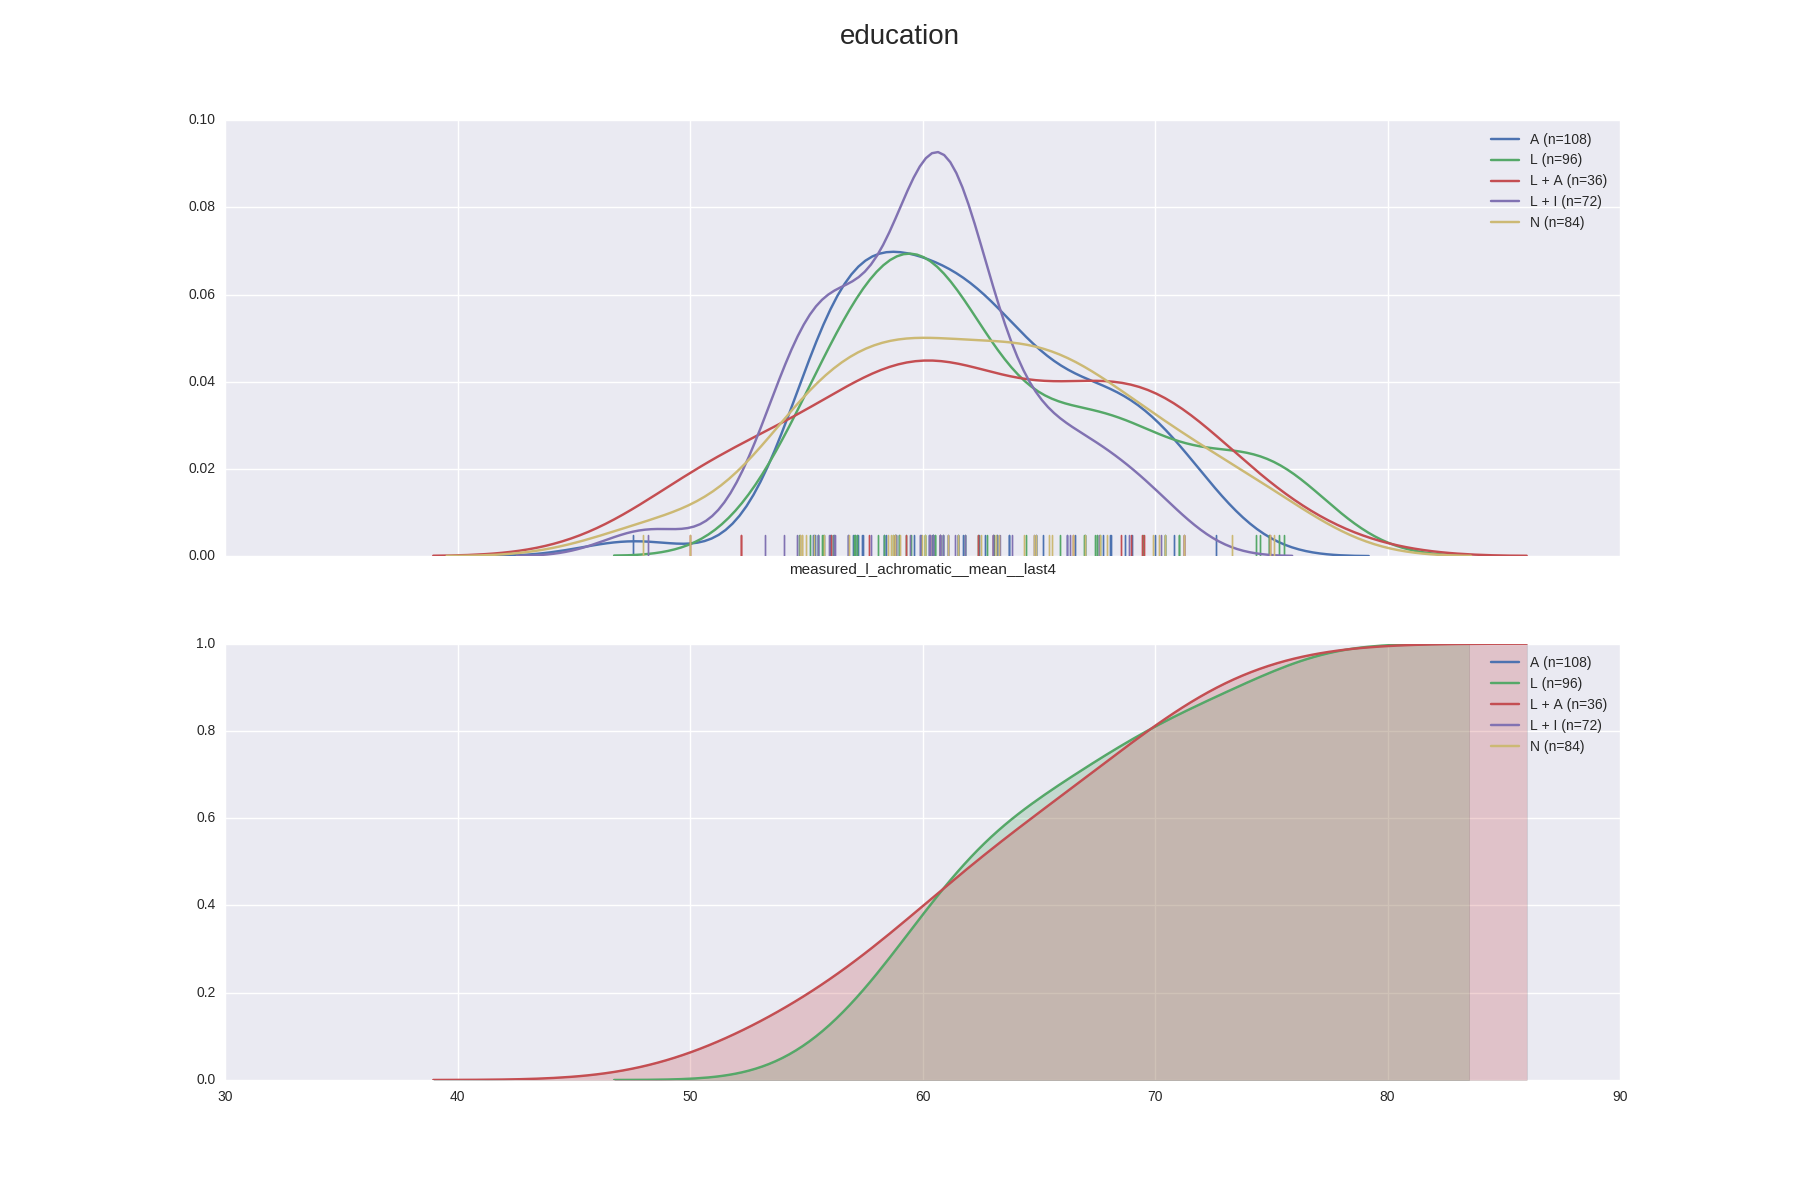 education
0.10
0.08
0.06
0.04
0.02
0.00
A (n=108)
L (n=96)
L + A (n=36)
L + I (n=72)
N (n=84)
measured_l_achromatic__mean__last4
1.0
0.8
0.6
0.4
0.2
0.0
A (n=108)
L (n=96)
L + A (n=36)
L + I (n=72)
N (n=84)
30 40 50 60 70 80 90